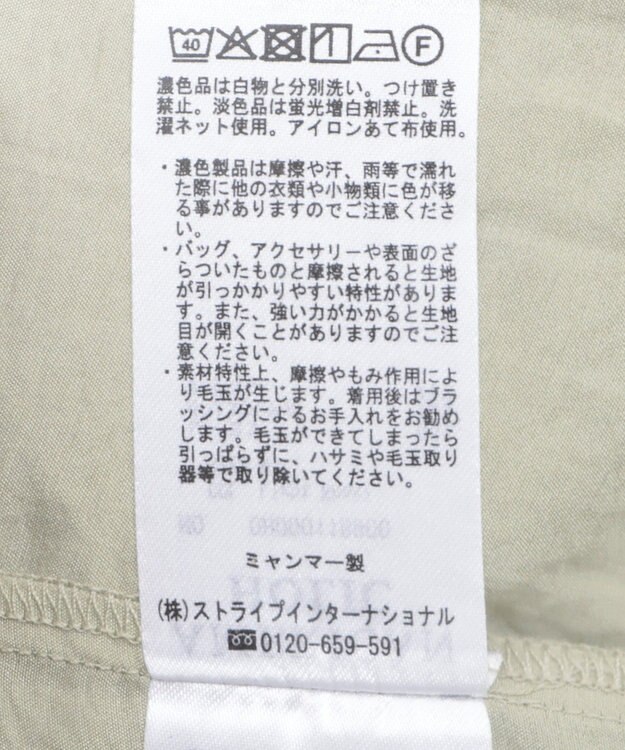 40 F
濃色品は白物と分別洗い。つけ置き
禁止。淡色品は蛍光増白剤禁止。洗
濯ネット使用。アイロンあて布使用。
・濃色製品は摩擦や汗、雨等で濡れ
た際に他の衣類や小物類に色が移
る事がありますのでご注意くださ
い。
・バッグ、アクセサリーや表面のざ
らついたものと摩擦されると生地
が引っかかりやすい特性がありま
す。また、強い力がかかると生地
目が開くことがありますのでご注
意ください。
・素材特性上、摩擦やもみ作用によ
り毛玉が生じます。着用後はブラ
ッシングによるお手入れをお勧め
します。毛玉ができてしまったら
引っぱらずに、ハサミや毛玉取り
器等で取り除いてください。
ミャンマー製
(株)ストライプインターナショナル
0120-659-591